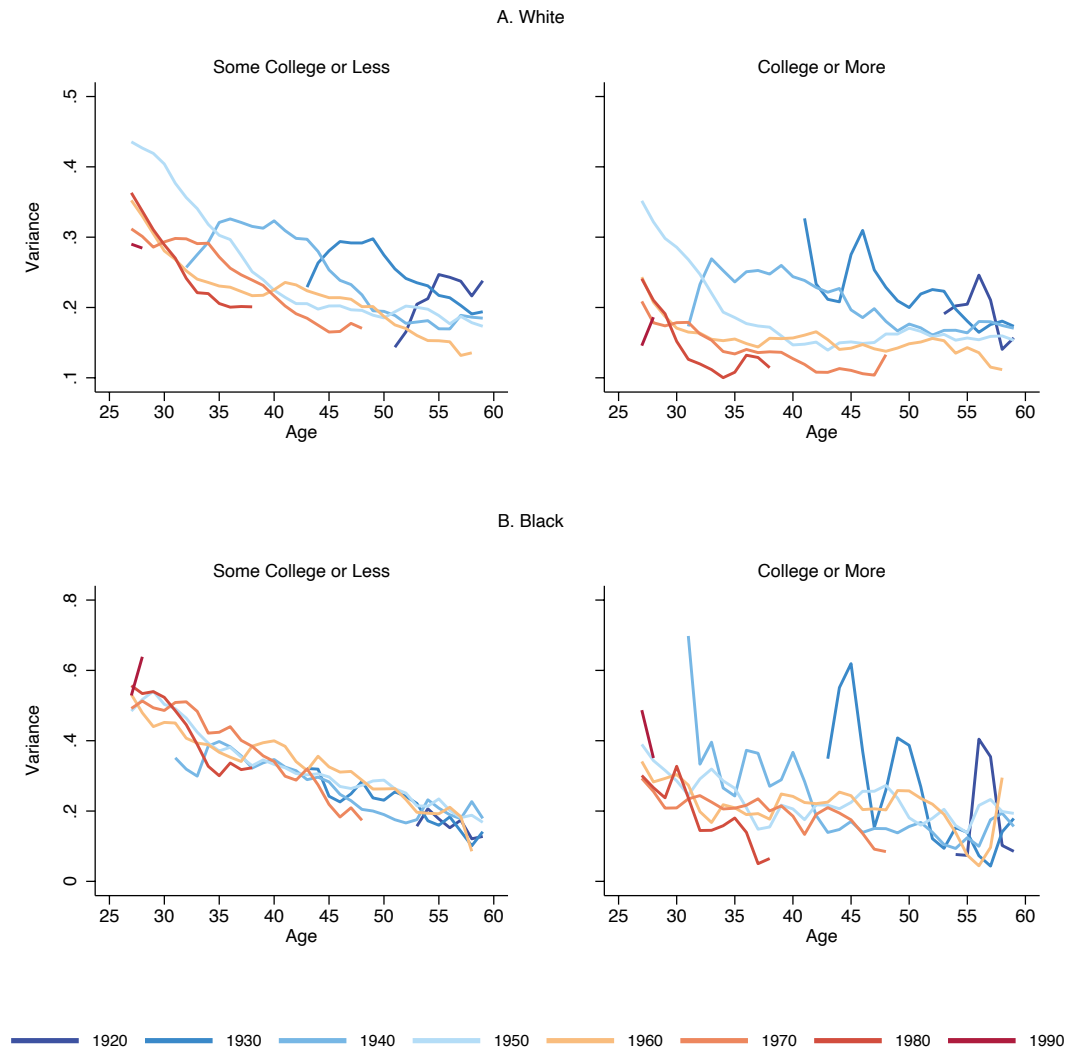 A. White
Some College or Less
College or More
Variance
.5
.4
.3
.2
.1
25 30 35 40 45 50 55 60
25 30 35 40 45 50 55 60
Age
Age
B. Black
Some College or Less
College or More
Variance
.8
.6
.4
.2
0
25 30 35 40 45 50 55 60
25 30 35 40 45 50 55 60
Age
Age
1920 1930 1940 1950 1960 1970 1980 1990